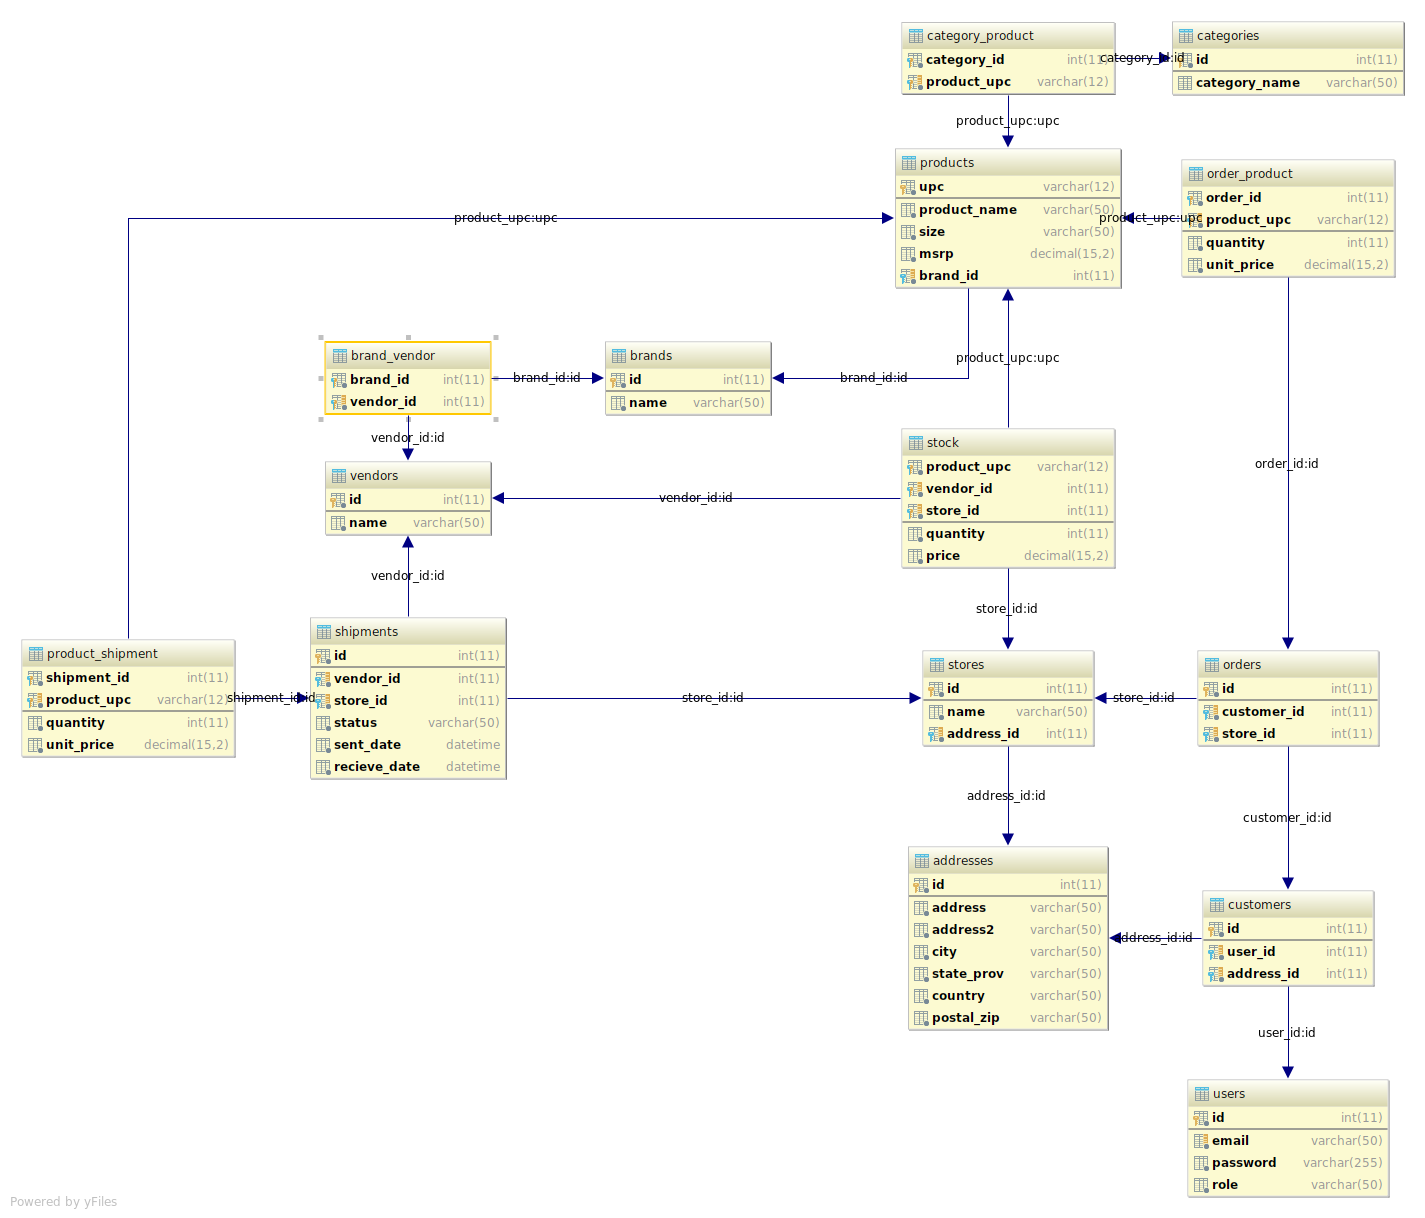 category_product
category_id int(11)
product_upc varchar(12)
category_id:id
categories
id int(11)
category_name varchar(50)
product_upc:upc
products
upc varchar(12)
product_name varchar(50)
size varchar(50)
msrp decimal(15,2)
brand_id int(11)
order_product
order_id int(11)
product_upc varchar(12)
quantity int(11)
unit_price decimal(15,2)
product_upc:upc
product_upc:upc
brand_vendor
brand_id int(11)
vendor_id int(11)
brand_id:id
brands
id int(11)
name varchar(50)
brand_id:id
product_upc:upc
vendor_id:id
vendors
id int(11)
name varchar(50)
vendor_id:id
stock
product_upc varchar(12)
vendor_id int(11)
store_id int(11)
quantity int(11)
price decimal(15,2)
order_id:id
vendor_id:id
store_id:id
product_shipment
shipment_id int(11)
product_upc varchar(12)
quantity int(11)
unit_price decimal(15,2)
shipment_id:id
shipments
id int(11)
vendor_id int(11)
store_id int(11)
status varchar(50)
sent_date datetime
recieve_date datetime
store_id:id
stores
id int(11)
name varchar(50)
address_id int(11)
store_id:id
orders
id int(11)
customer_id int(11)
store_id int(11)
address_id:id
customer_id:id
addresses
id int(11)
address varchar(50)
address2 varchar(50)
city varchar(50)
state_prov varchar(50)
country varchar(50)
postal_zip varchar(50)
address_id:id
customers
id int(11)
user_id int(11)
address_id int(11)
user_id:id
users
id int(11)
email varchar(50)
password varchar(255)
role varchar(50)
Powered by yFiles